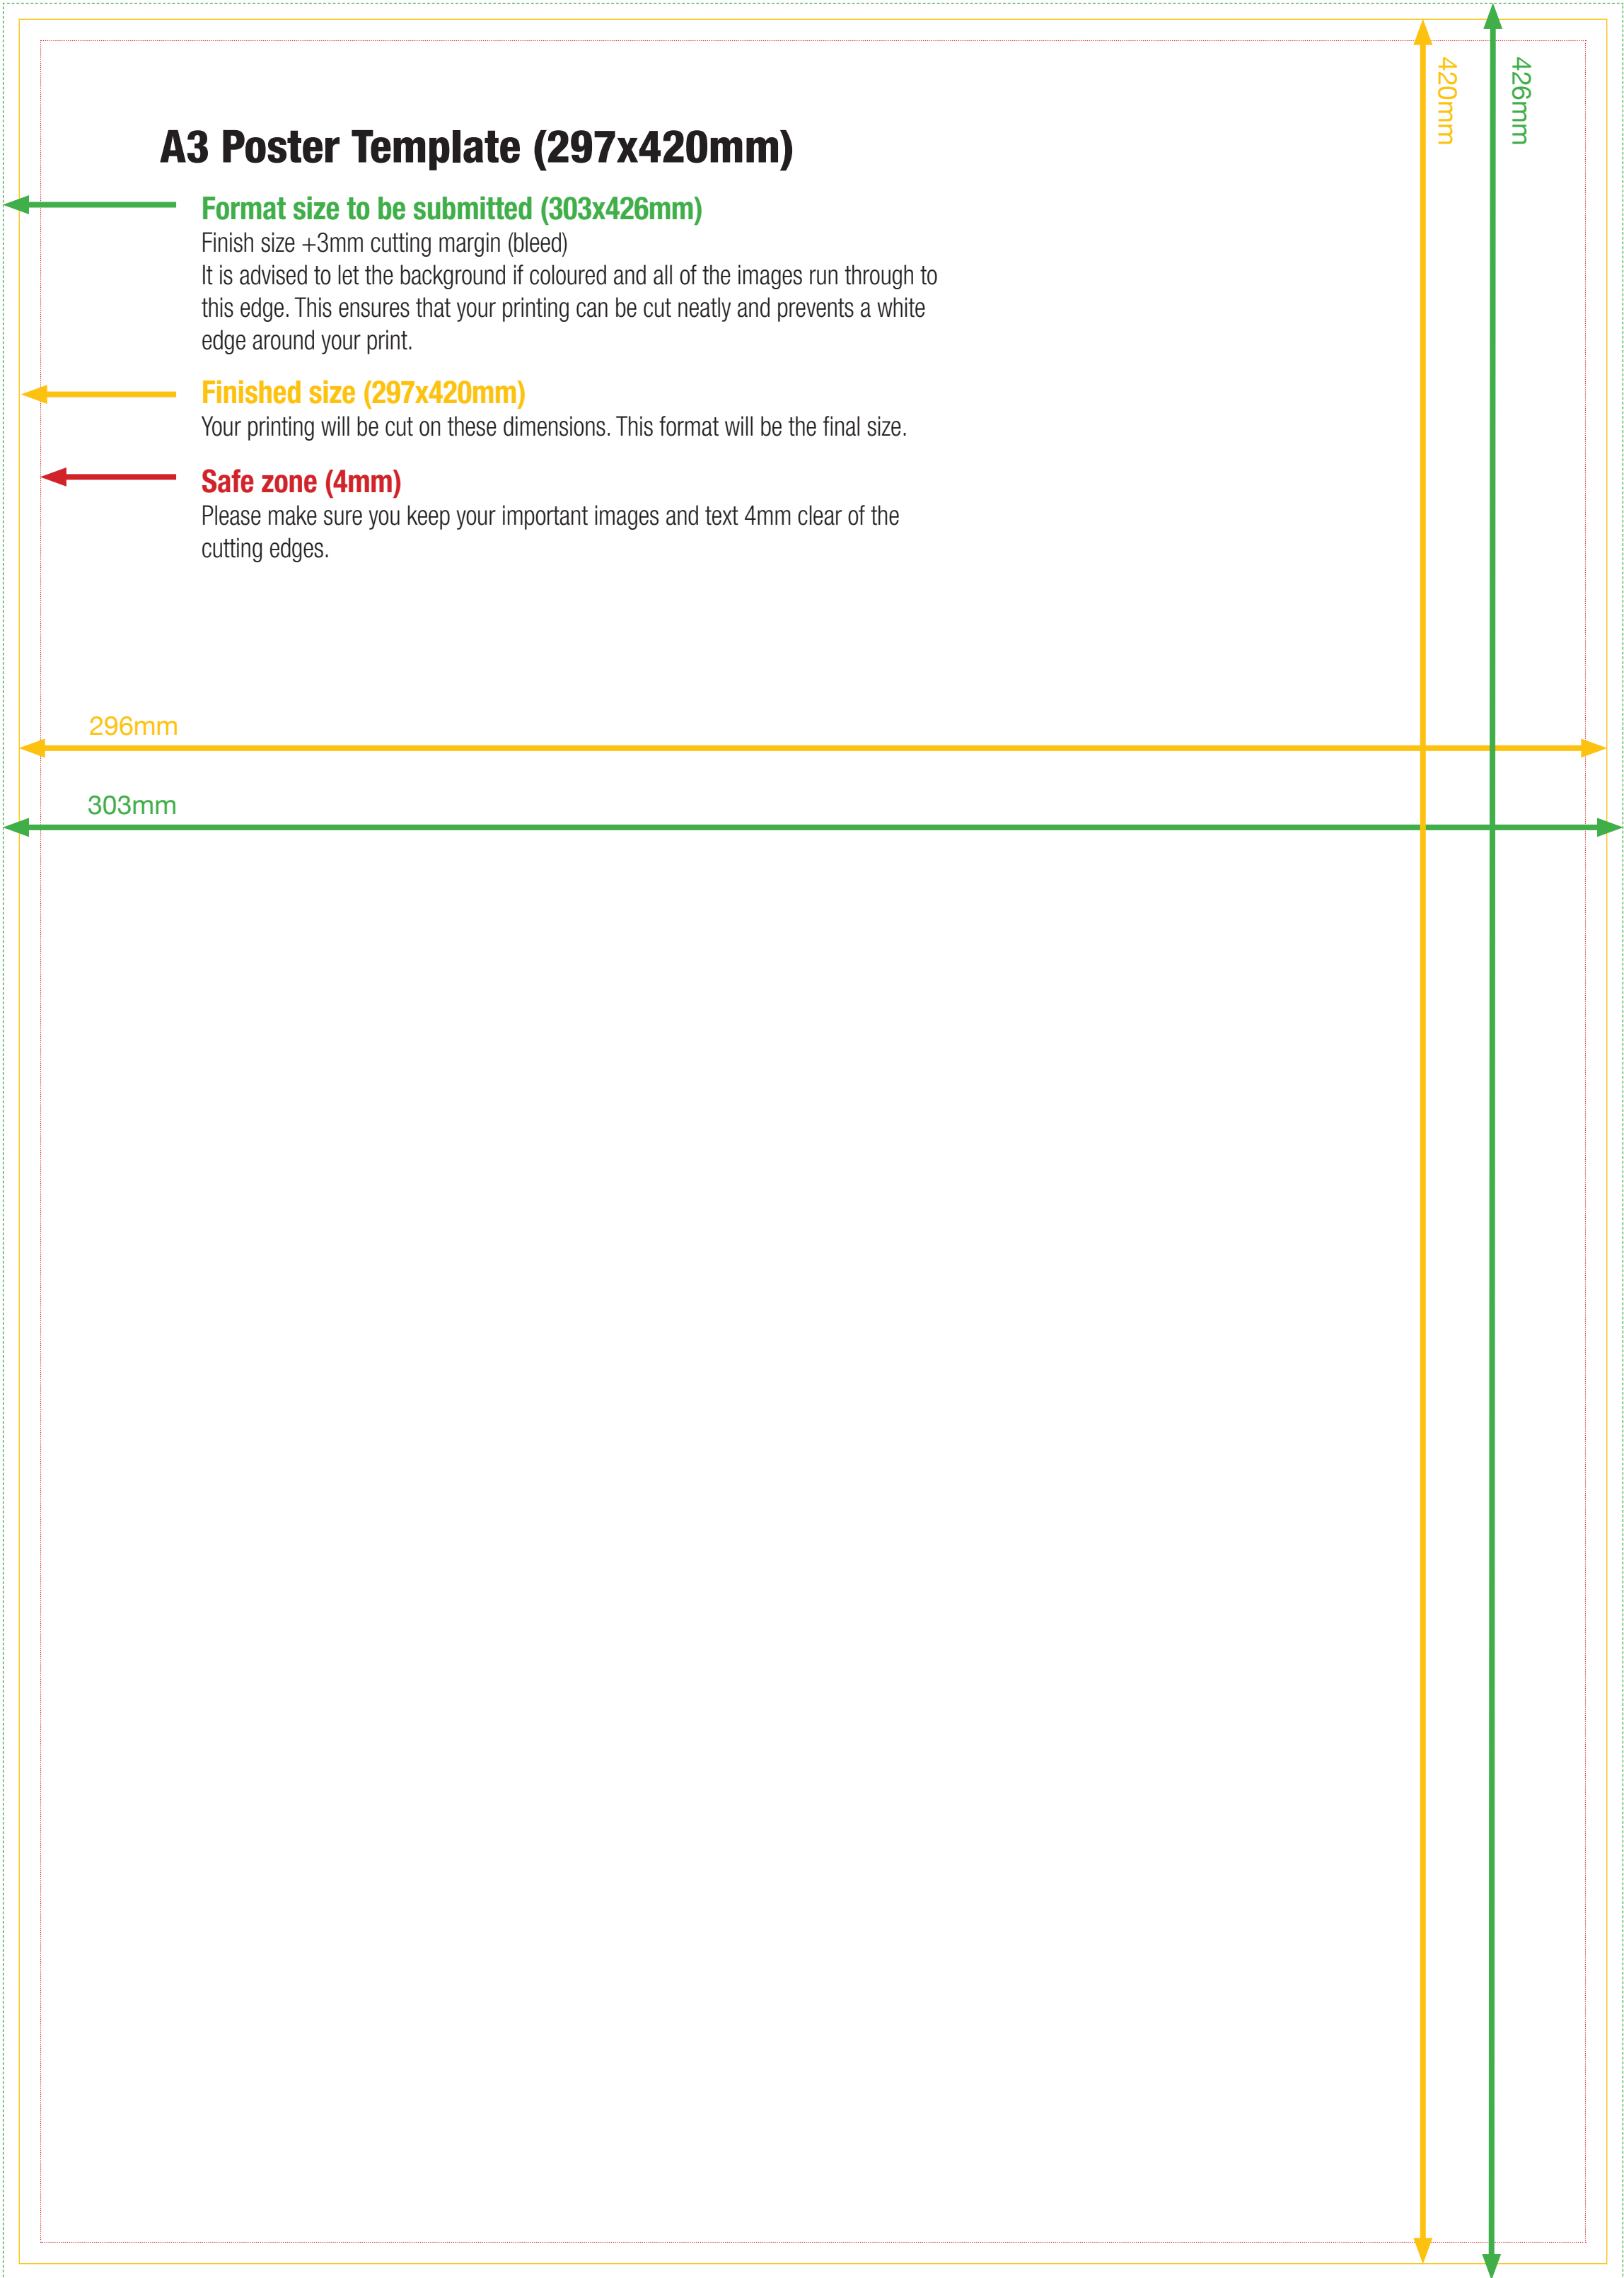 420mm
426mm
A3 Poster Template (297x420mm)
Format size to be submitted (303x426mm)
Finish size +3mm cutting margin (bleed)
It is advised to let the background if coloured and all of the images run through to
this edge. This ensures that your printing can be cut neatly and prevents a white
edge around your print.
Finished size (297x420mm)
Your printing will be cut on these dimensions. This format will be the final size.
Safe zone (4mm)
Please make sure you keep your important images and text 4mm clear of the
cutting edges.
296mm
303mm